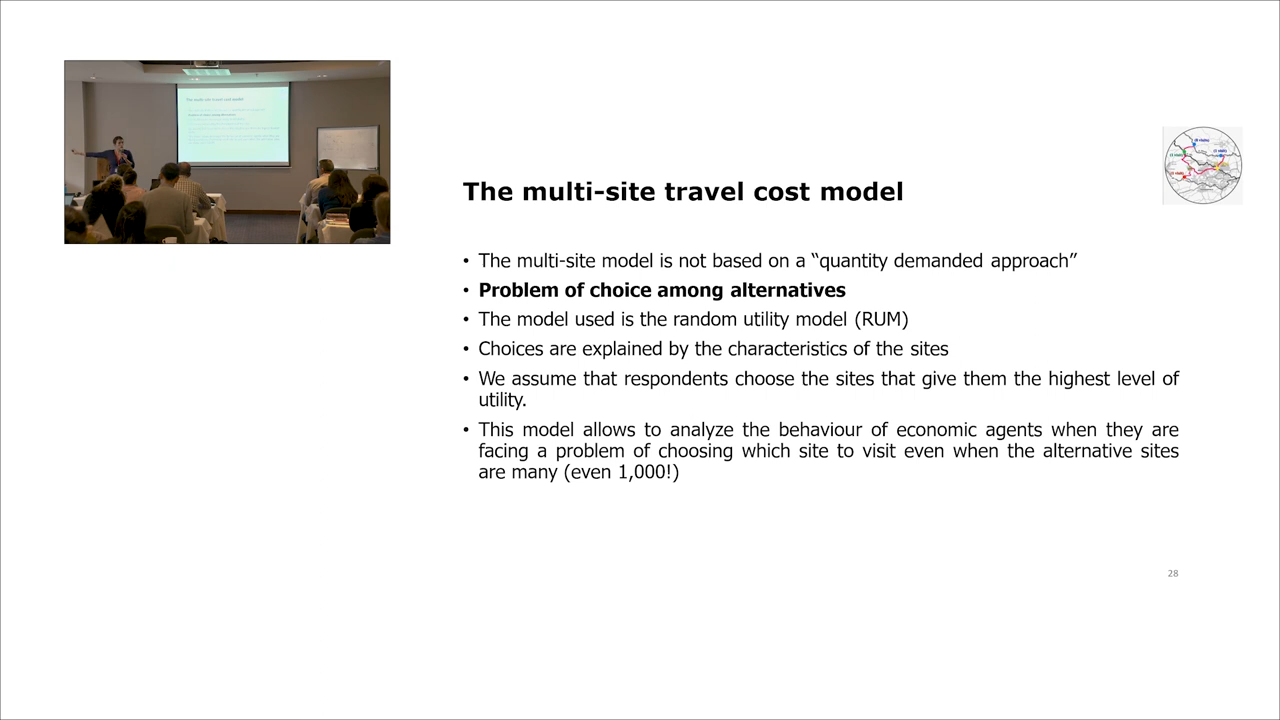 The multi-site travel cost model
• The multi-site model is not based on a “quantity demanded approach”
• Problem of choice among alternatives
• The model used is the random utility model (RUM)
• Choices are explained by the characteristics of the sites
• We assume that respondents choose the sites that give them the highest level of
utility.
• This model allows to analyze the behaviour of economic agents when they are
facing a problem of choosing which site to visit even when the alternative sites
are many (even 1,000!)
28